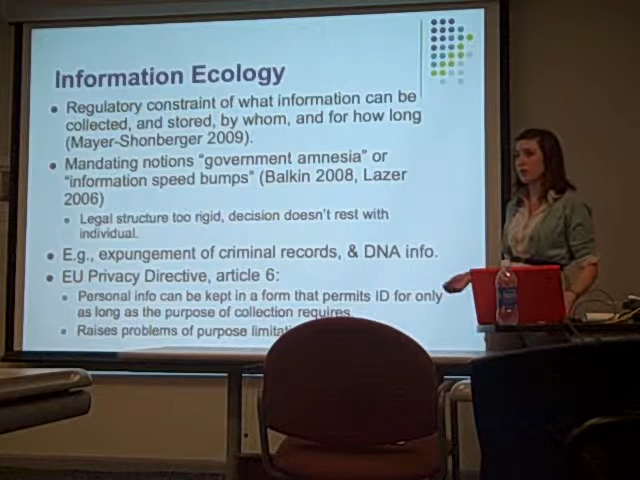 Information Ecology
Regulatory constraint of what information can be
collected, and stored, by whom, and for how long
(Mayer-Shonberger 2009).
Mandating notions "government amnesia" or
"information speed bumps" (Balkin 2008, Lazer
2006)
Legal structure too rigid, decision doesn't rest with
individual.
E.g., expungement of criminal records, & DNA info.
EU Privacy Directive, article 6:
Personal info can be kept in a form that permits ID for only
as long as the purpose of collection requires
Raises problems of purpose